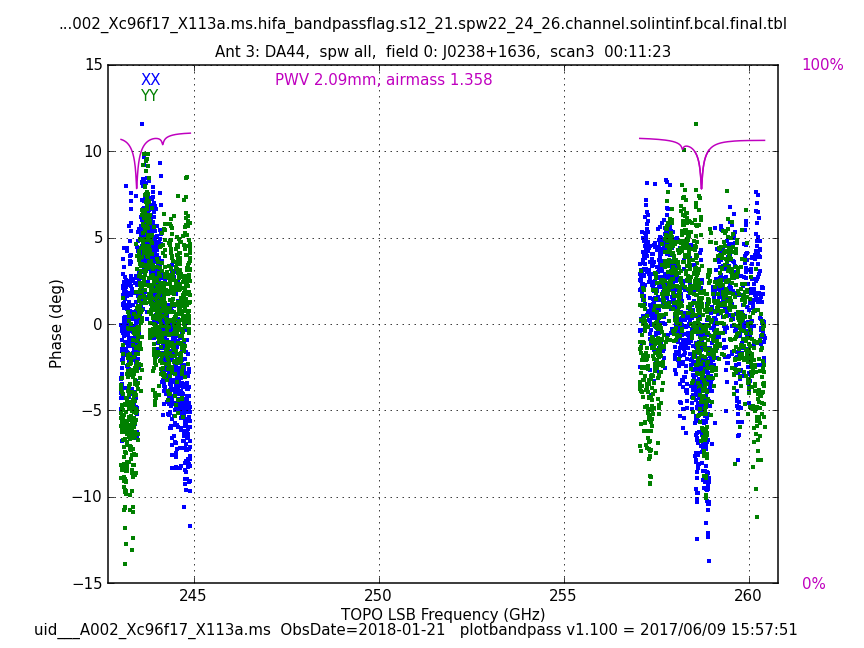 ...002_Xc96f17_X113a.ms.hifa_bandpassflag.s12_21.spw22_24_26.channel.solintinf.bcal.final.tbl
Ant 3: DA44,  spw all,  field 0: J0238+1636,  scan3  00:11:23
15 100%
XX PWV 2.09mm, airmass 1.358
YY
10
5
Phase (deg)
0
−5
−10
−15 0%
245 250 255 260
TOPO LSB Frequency (GHz)
uid___A002_Xc96f17_X113a.ms  ObsDate=2018-01-21   plotbandpass v1.100 = 2017/06/09 15:57:51